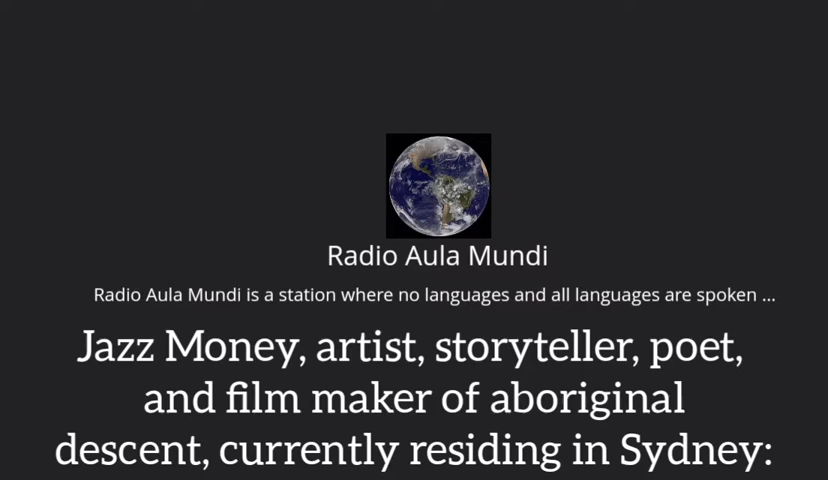 Radio Aula Mundi
Radio Aula Mundi is a station where no languages and all languages are spoken ...
Jazz Money, artist, storyteller, poet,
and film maker of aboriginal
descent, currently residing in Sydney: